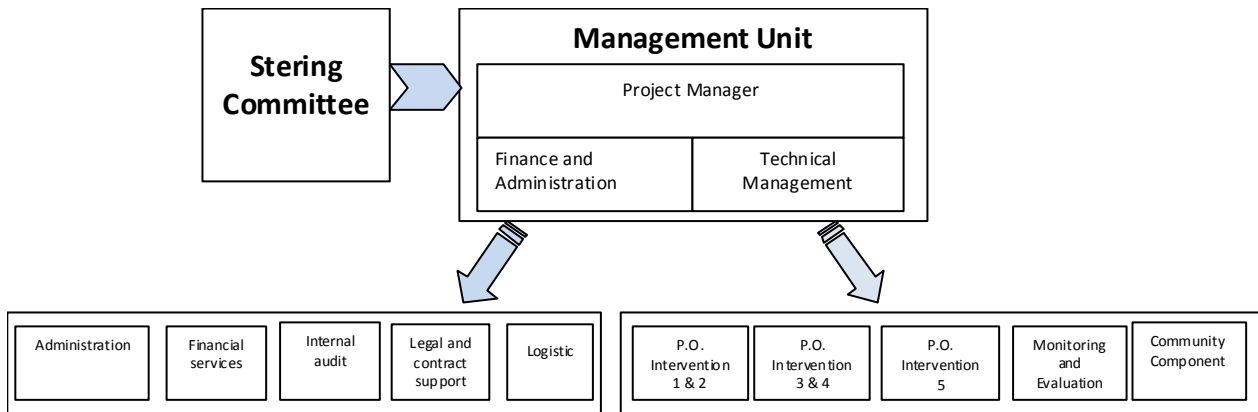 Stering
Committee
Management Unit
Project Manager
Finance and
Administration
Technical
Management
Administration
Financial
services
Internal
audit
Legal and
contract
support
Logistic
P.O.
Intervention
1 & 2
P.O.
Intervention
3 & 4
P.O.
Intervention
5
Monitoring
and
Evaluation
Community
Component